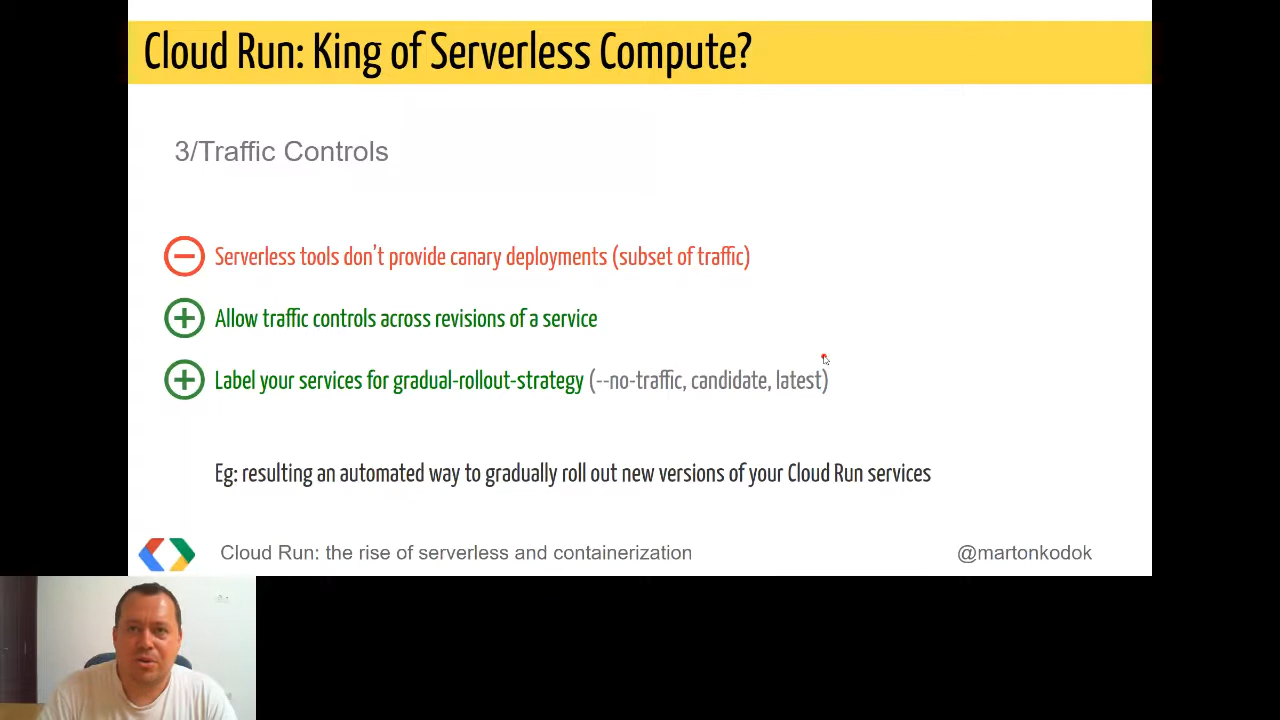 Cloud Run: King of Serverless Compute?
3/Traffic Controls
Serverless tools don't provide canary deployments (subset of traffic)
Allow traffic controls across revisions of a service
Label your services for gradual-rollout-strategy (--no-traffic, candidate, latest)
Eg: resulting an automated way to gradually roll out new versions of your Cloud Run services
Cloud Run: the rise of serverless and containerization
@martonkodok